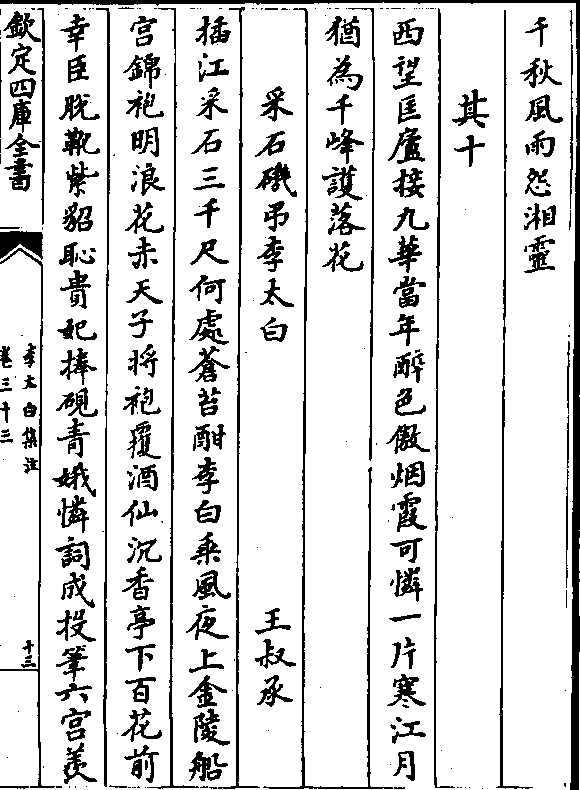 千秋風雨怨湘靈
其十
西望匡廬接九華當年醉色傲烟霞可憐一片寒江月
猶為千峰護落花
采石磯弔李太白 王叔承
插江采石三千尺何處蒼苔酣李白乘風夜上金陵船
宫錦袍明浪花赤天子將袍覆酒仙沉香亭下百花前
幸臣脫靴紫貂恥貴妃捧硯青娥憐詞成投筆六宫羨
欽定四庫全書
李太白集注
卷三十三
十三